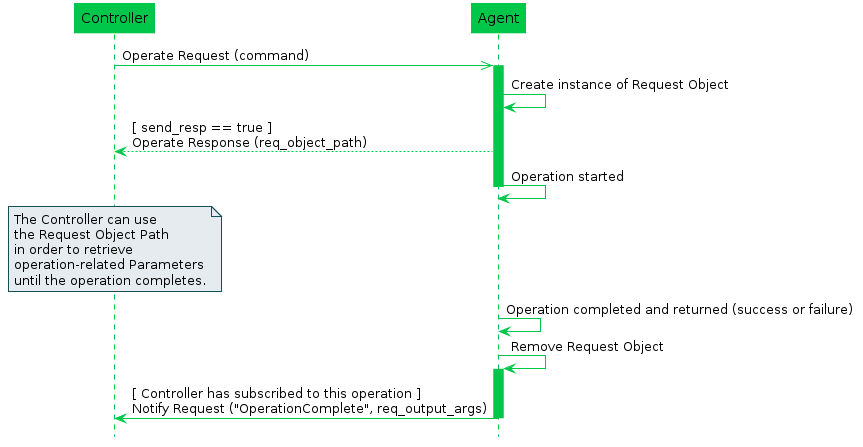 Controller
Agent
Operate Request (command)
Create instance of Request Object
[ send_resp == true ]
Operate Response (req_object_path)
Operation started
The Controller can use
the Request Object Path
in order to retrieve
operation-related Parameters
until the operation completes.
Operation completed and returned (success or failure)
Remove Request Object
[ Controller has subscribed to this operation ]
Notify Request ("OperationComplete", req_output_args)